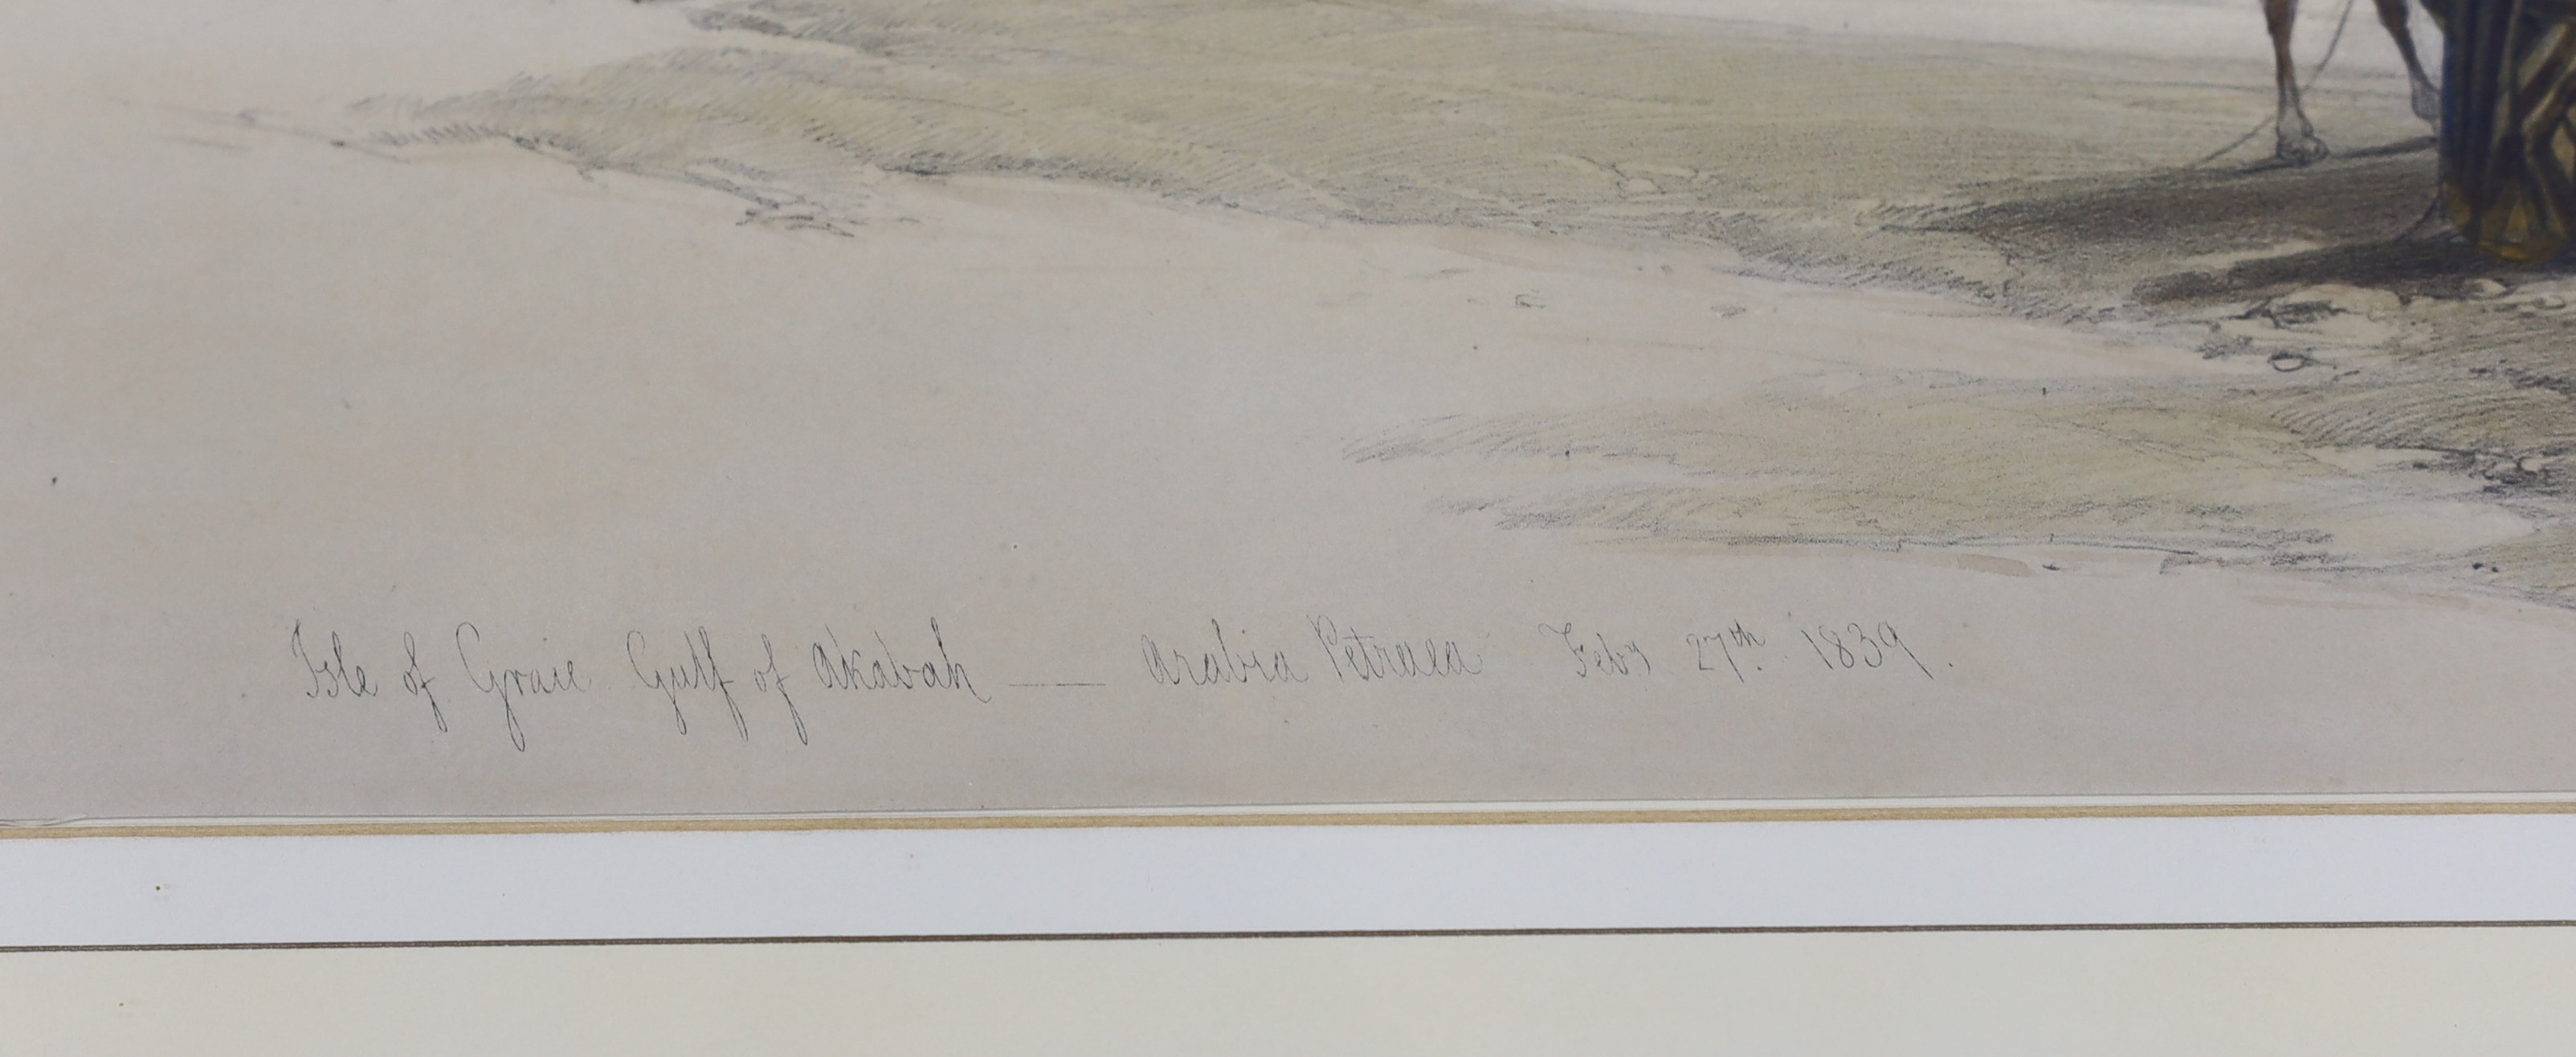 Isle of Graie Gulf of Akabah —— Arabia Petraea Feby 27th. 1839.